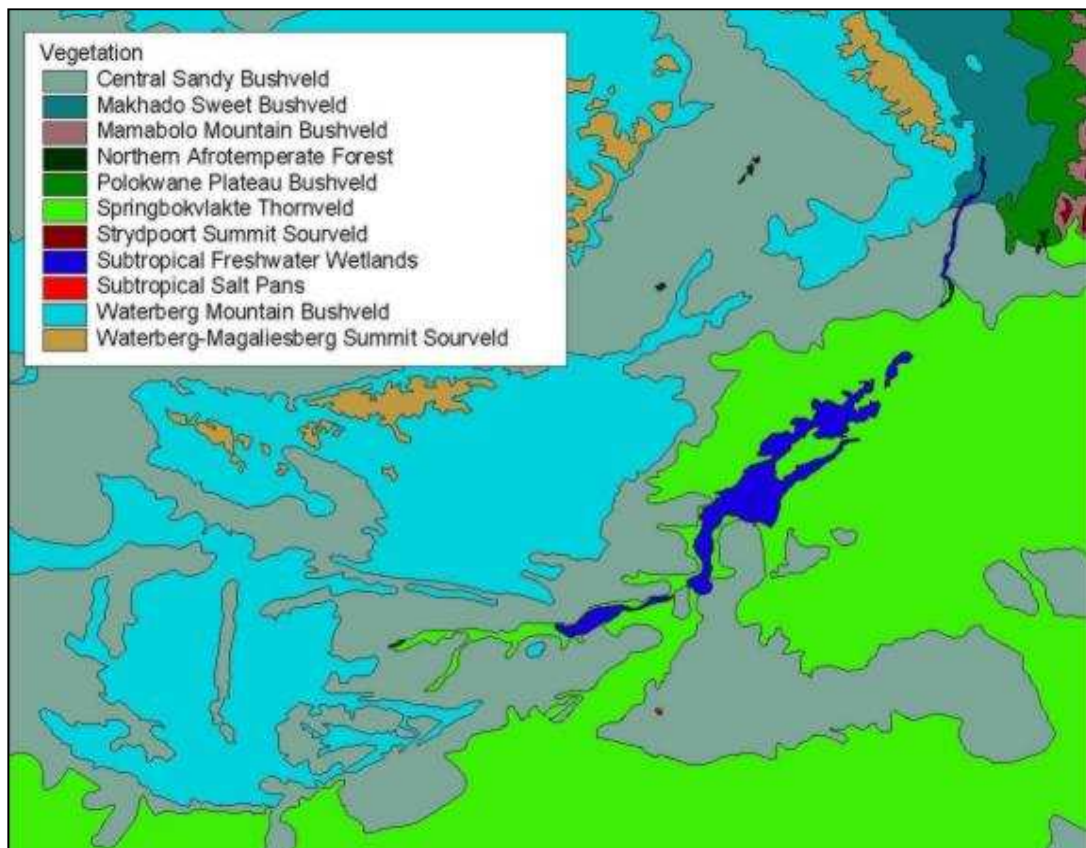 Vegetation
Central Sandy Bushveld
Makhado Sweet Bushveld
Mamabolo Mountain Bushveld
Northern Afrotemperate Forest
Polokwane Plateau Bushveld
Springbokvlakte Thornveld
Strydpoort Summit Sourveld
Subtropical Freshwater Wetlands
Subtropical Salt Pans
Waterberg Mountain Bushveld
Waterberg-Magaliesberg Summit Sourveld